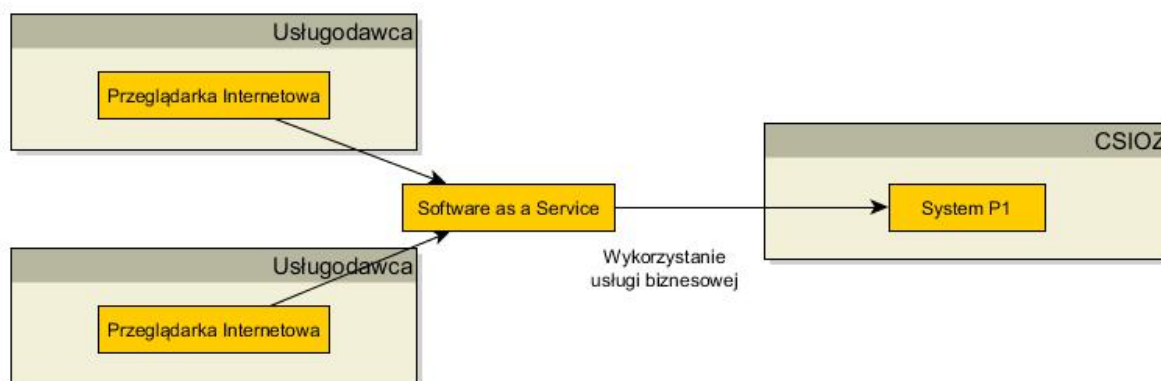 Usługodawca
Przeglądarka Internetowa
CSIOZ
Software as a Service
System P1
Wykorzystanie
usługi biznesowej
Usługodawca
Przeglądarka Internetowa